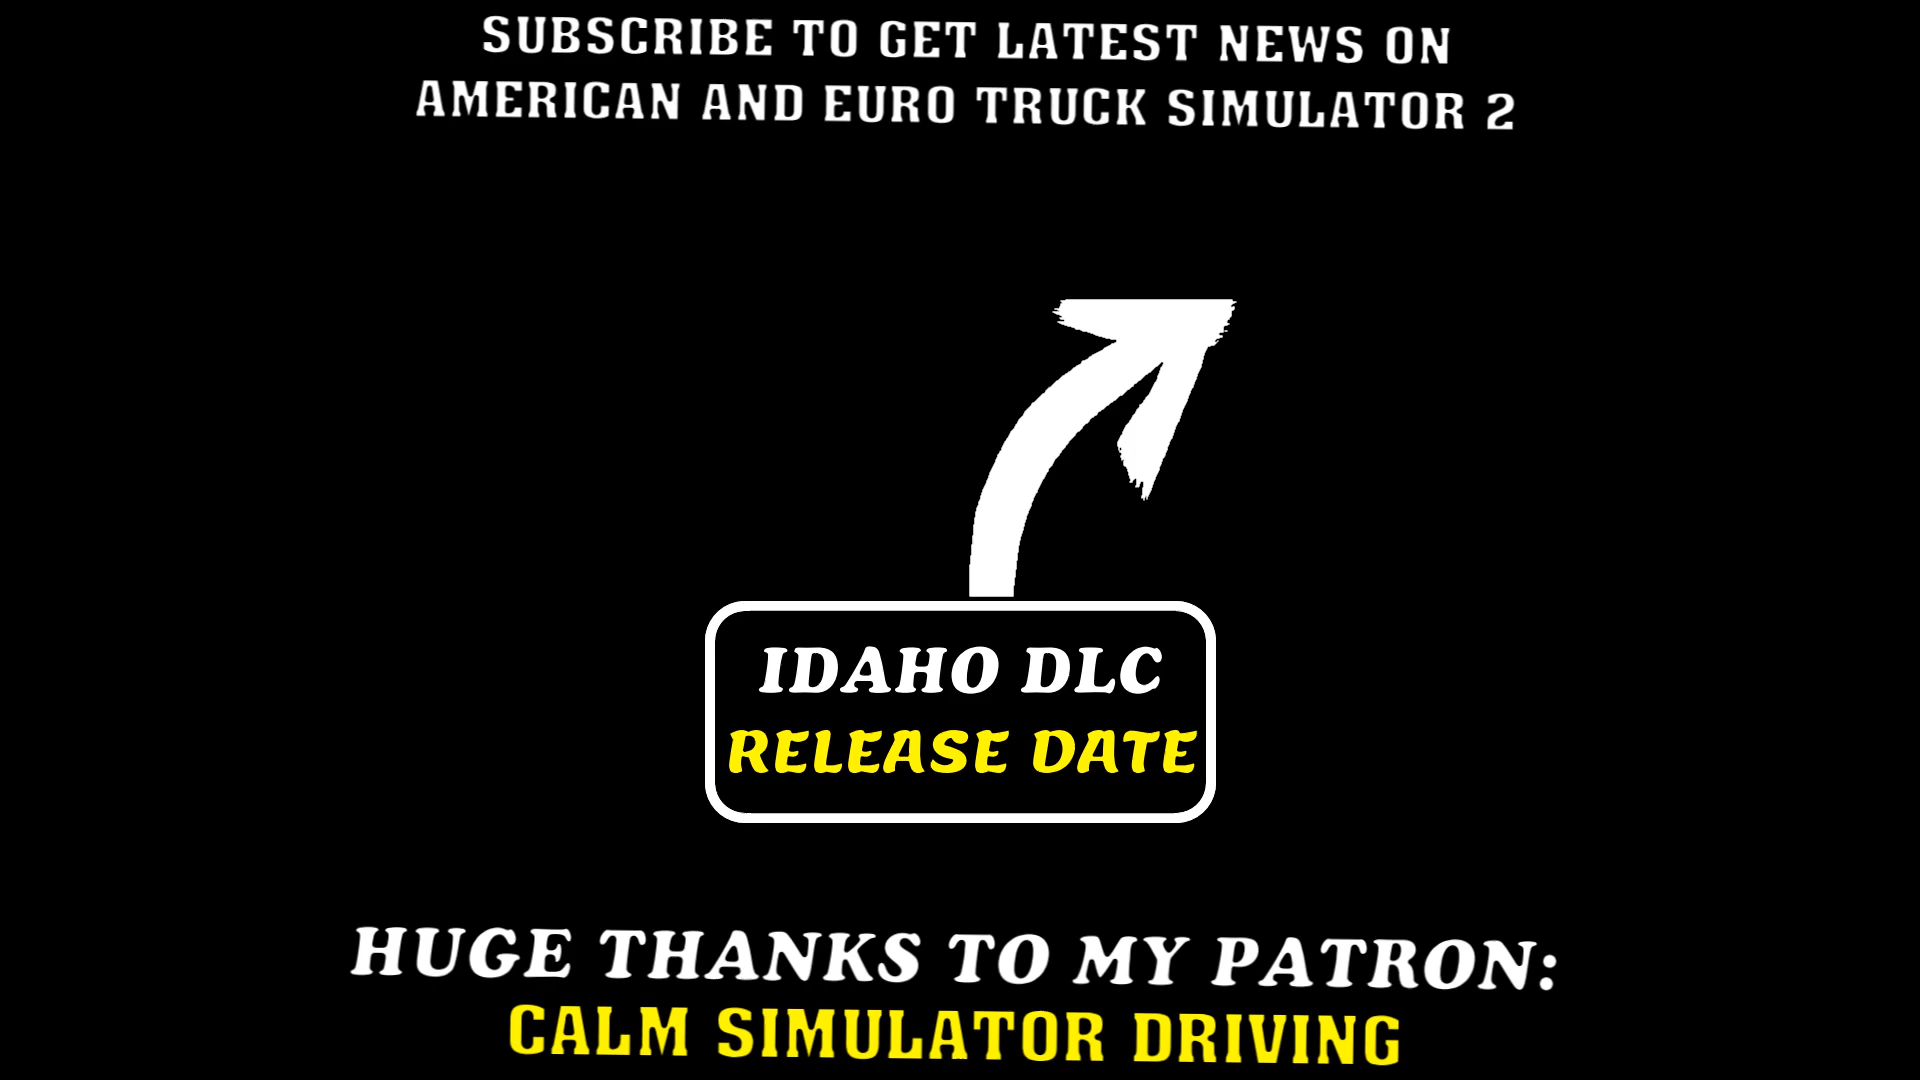 SUBSCRIBE TO GET LATEST NEWS ON
AMERICAN AND EURO TRUCK SIMULATOR 2
IDAHO DLC
RELEASE DATE
HUGE THANKS TO MY PATRON:
CALM SIMULATOR DRIVING